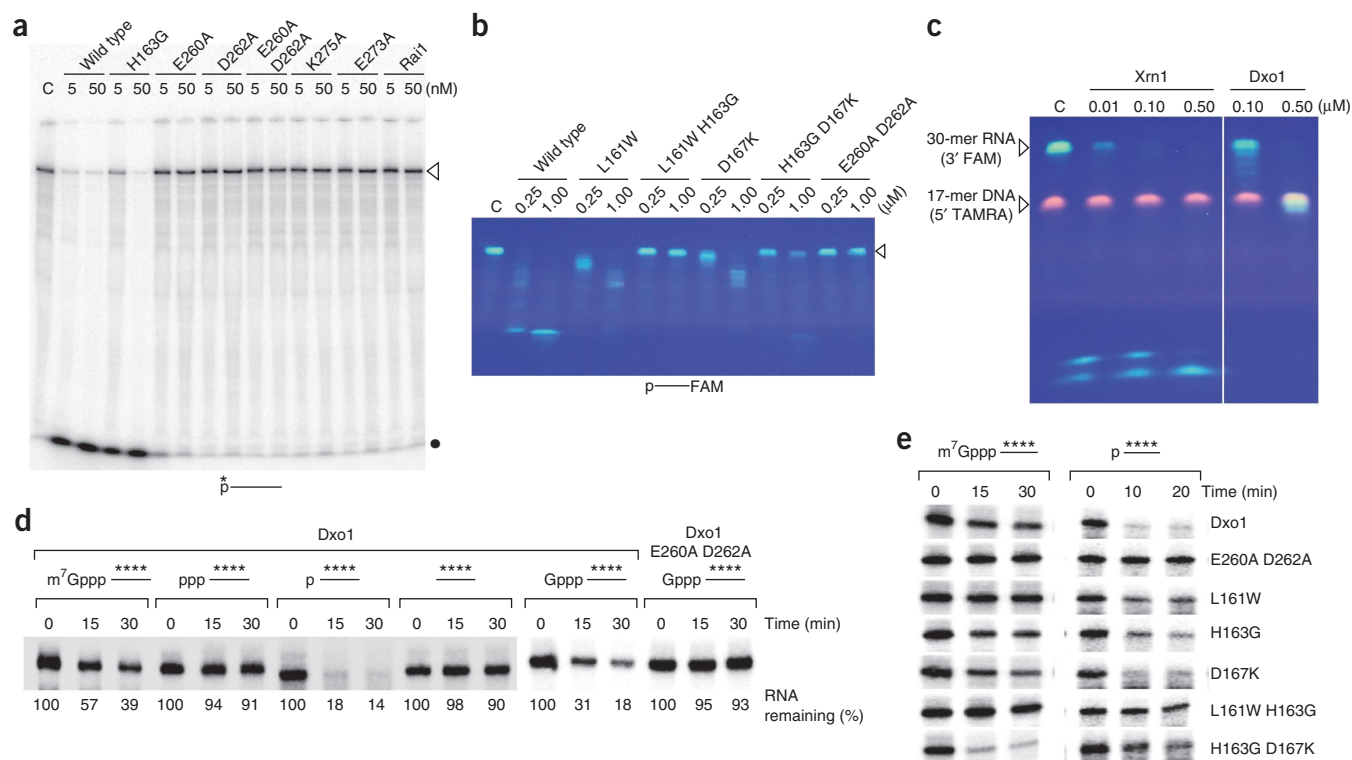 a
Wild type H163G E260A D262A E260A D262A K275A E273A Rai1
C 5 50 5 50 5 50 5 50 5 50 5 50 5 50 5 50 (nM)
*
p
b
Wild type L161W L161W H163G D167K H163G D167K E260A D262A
C 0.25 1.00 0.25 1.00 0.25 1.00 0.25 1.00 0.25 1.00 0.25 1.00 (μM)
p FAM
c
Xrn1 Dxo1
C 0.01 0.10 0.50 0.10 0.50 (μM)
30-mer RNA
(3′ FAM)
17-mer DNA
(5′ TAMRA)
d
Dxo1 Dxo1
E260A D262A
m⁷Gppp **** ppp **** p **** **** Gppp **** Gppp ****
0 15 30 0 15 30 0 15 30 0 15 30 Time (min) 0 15 30 0 15 30
100 57 39 100 94 91 100 18 14 100 98 90 RNA remaining (%) 100 31 18 100 95 93
e
m⁷Gppp **** p ****
0 15 30 0 10 20 Time (min)
Dxo1
E260A D262A
L161W
H163G
D167K
L161W H163G
H163G D167K